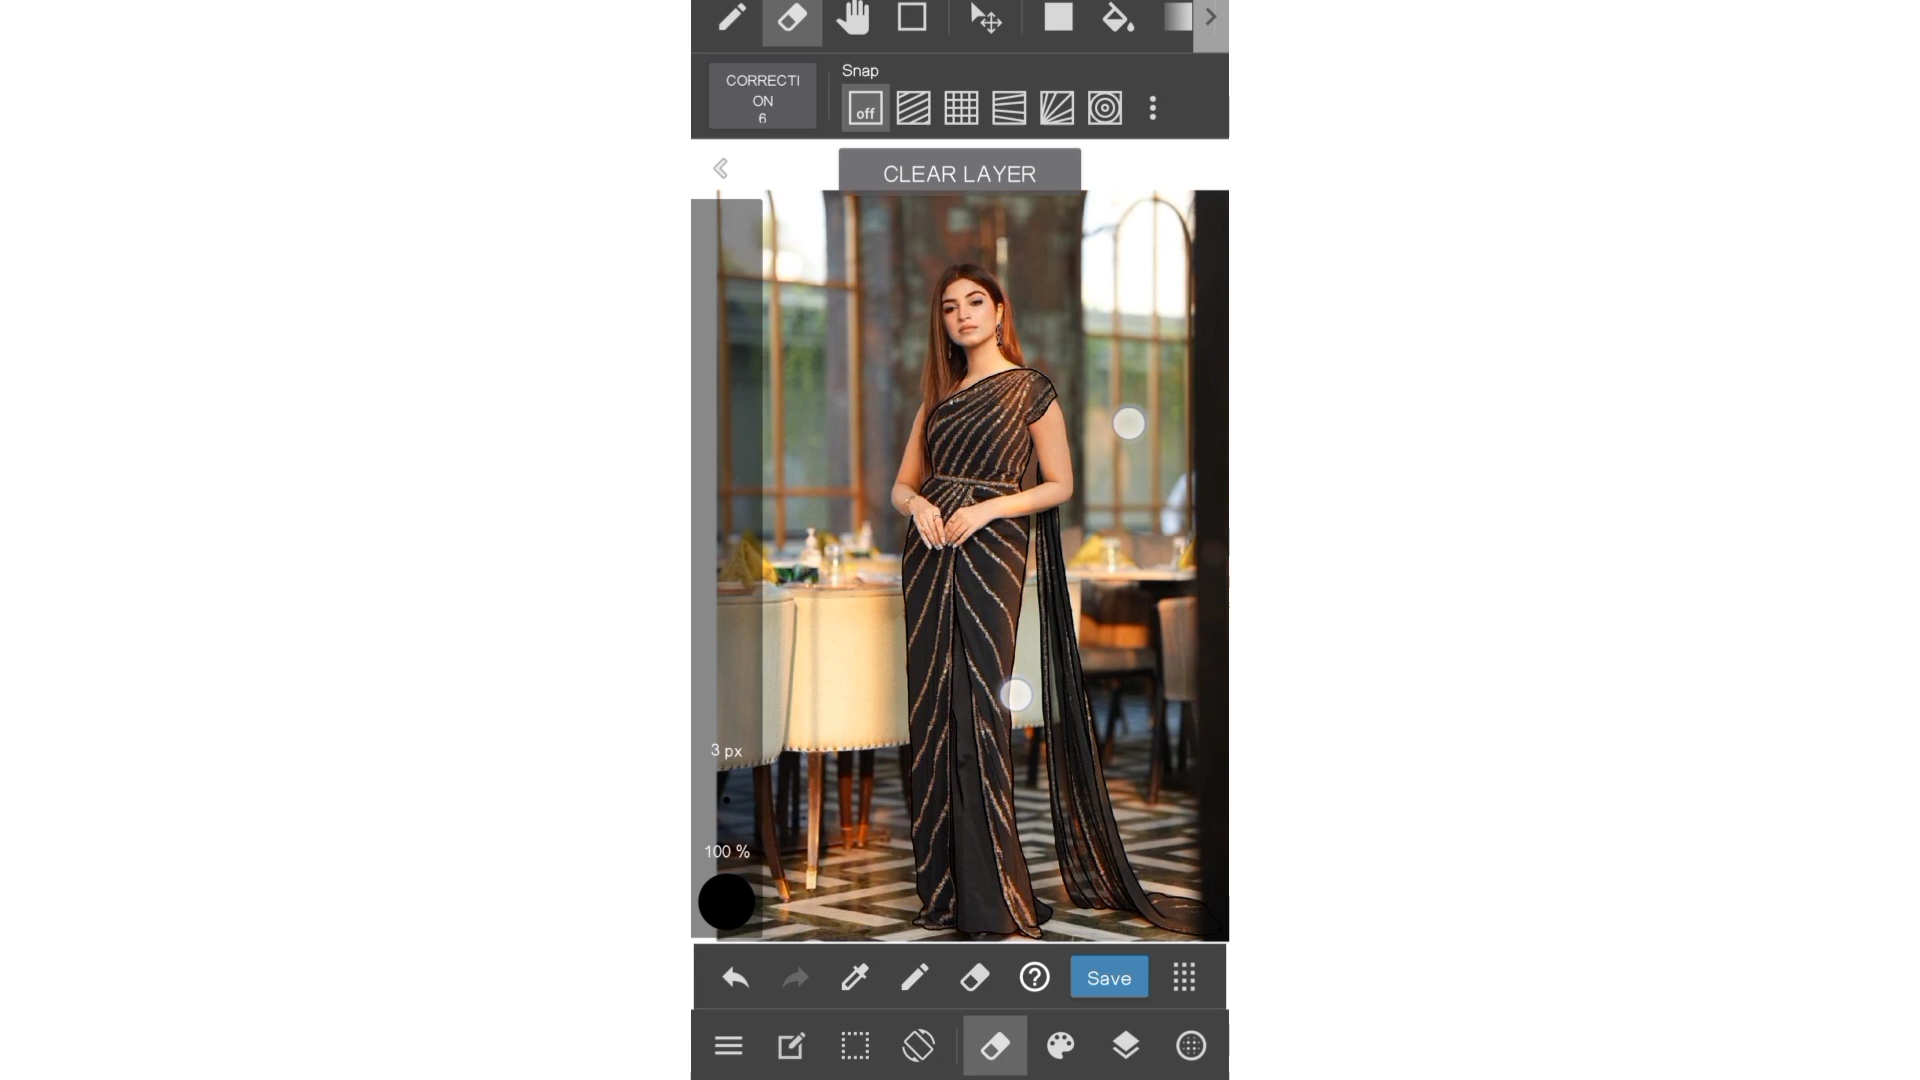 CORRECTI
ON
6
Snap
off
CLEAR LAYER
3 px
100 %
Save